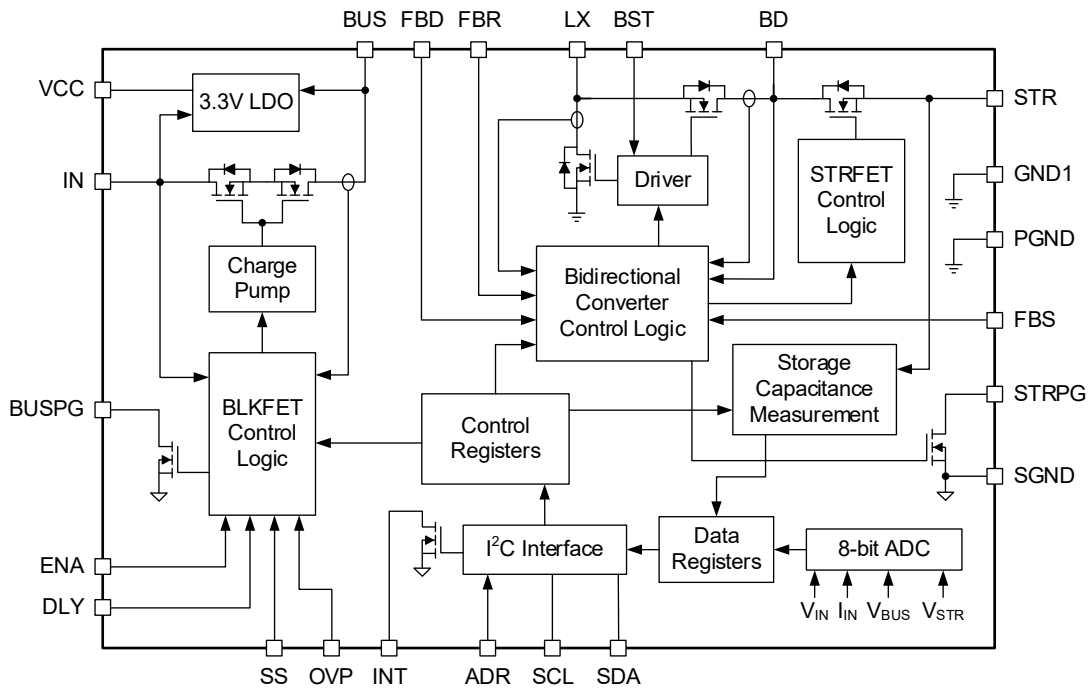 BUS FBD FBR LX BST BD
VCC
3.3V LDO
STR
IN
GND1
Driver
STRFET
Control
Logic
PGND
Charge
Pump
Bidirectional
Converter
Control Logic
FBS
Storage
Capacitance
Measurement
BUSPG
BLKFET
Control
Logic
Control
Registers
STRPG
SGND
I²C Interface
Data
Registers
8-bit ADC
ENA
DLY
VIN IIN VBUS VSTR
SS OVP INT ADR SCL SDA